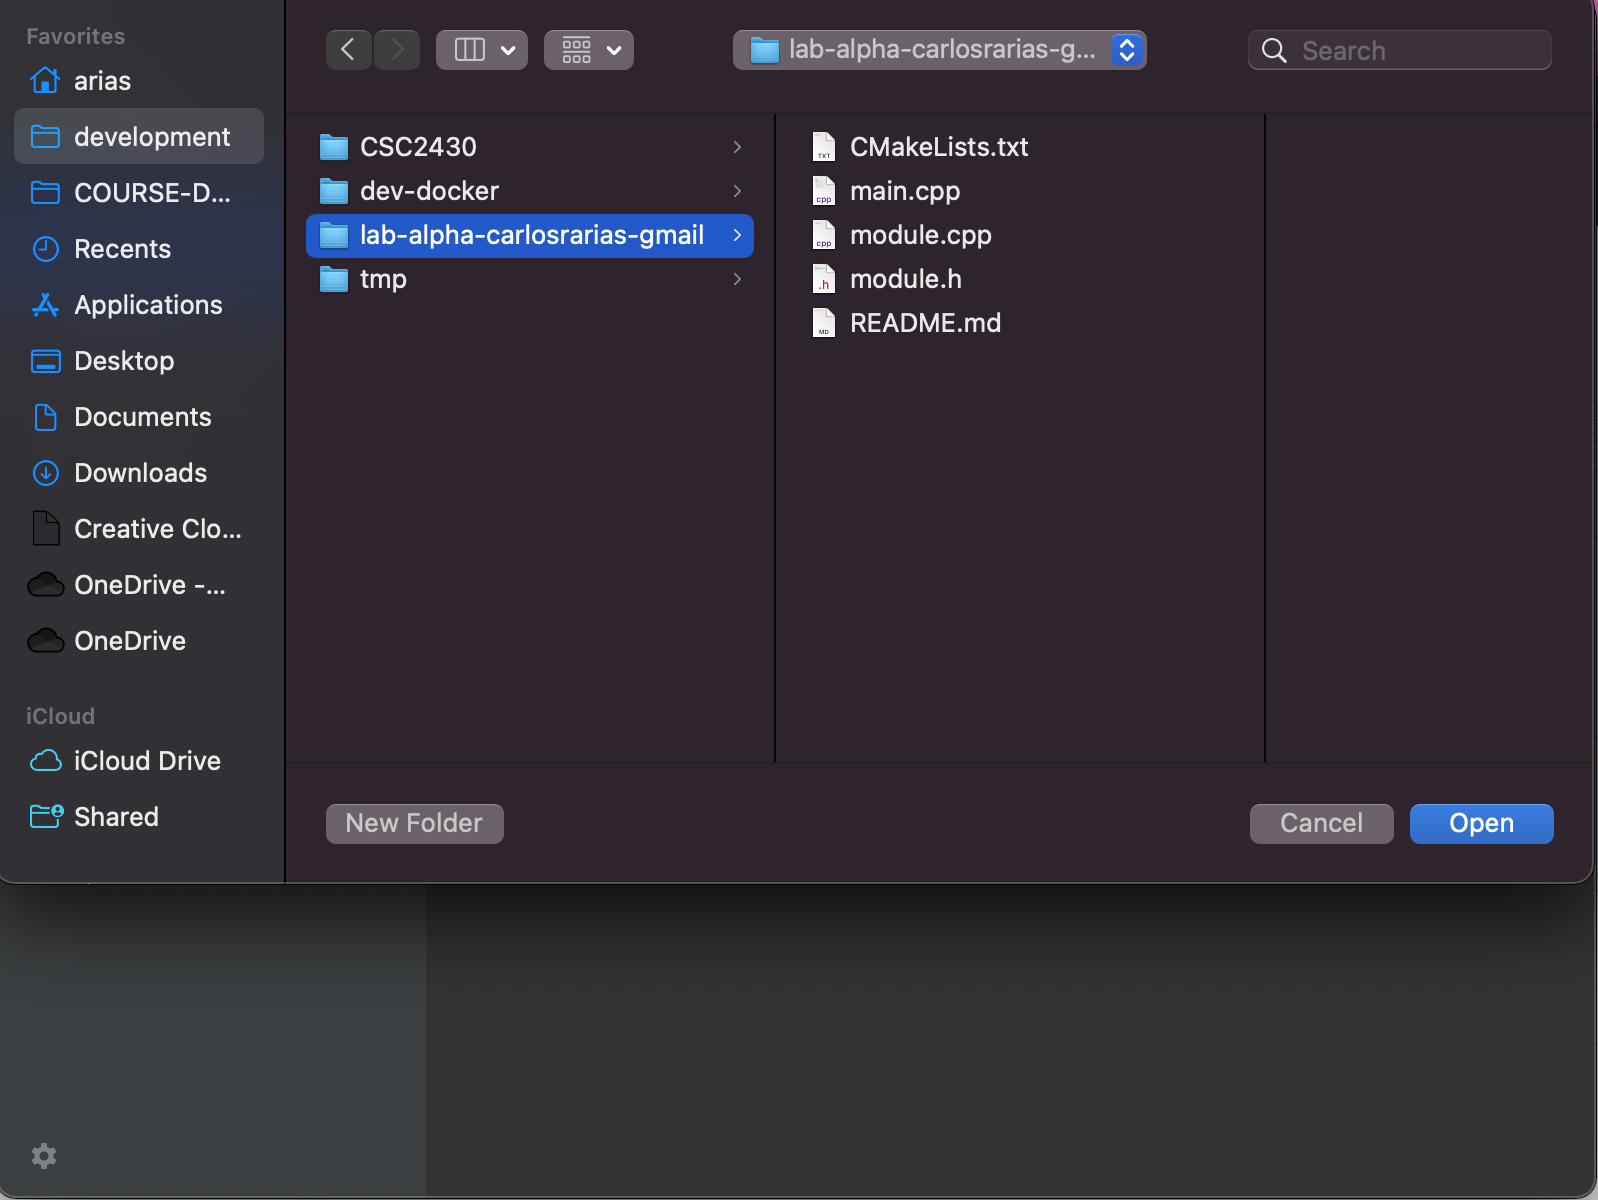 Favorites
arias
development
COURSE-D...
Recents
Applications
Desktop
Documents
Downloads
Creative Clo...
OneDrive -...
OneDrive
iCloud
iCloud Drive
Shared
lab-alpha-carlosrarias-g...
Search
CSC2430
dev-docker
lab-alpha-carlosrarias-gmail
tmp
TXT CMakeLists.txt
cpp main.cpp
cpp module.cpp
.h module.h
MD README.md
New Folder
Cancel
Open